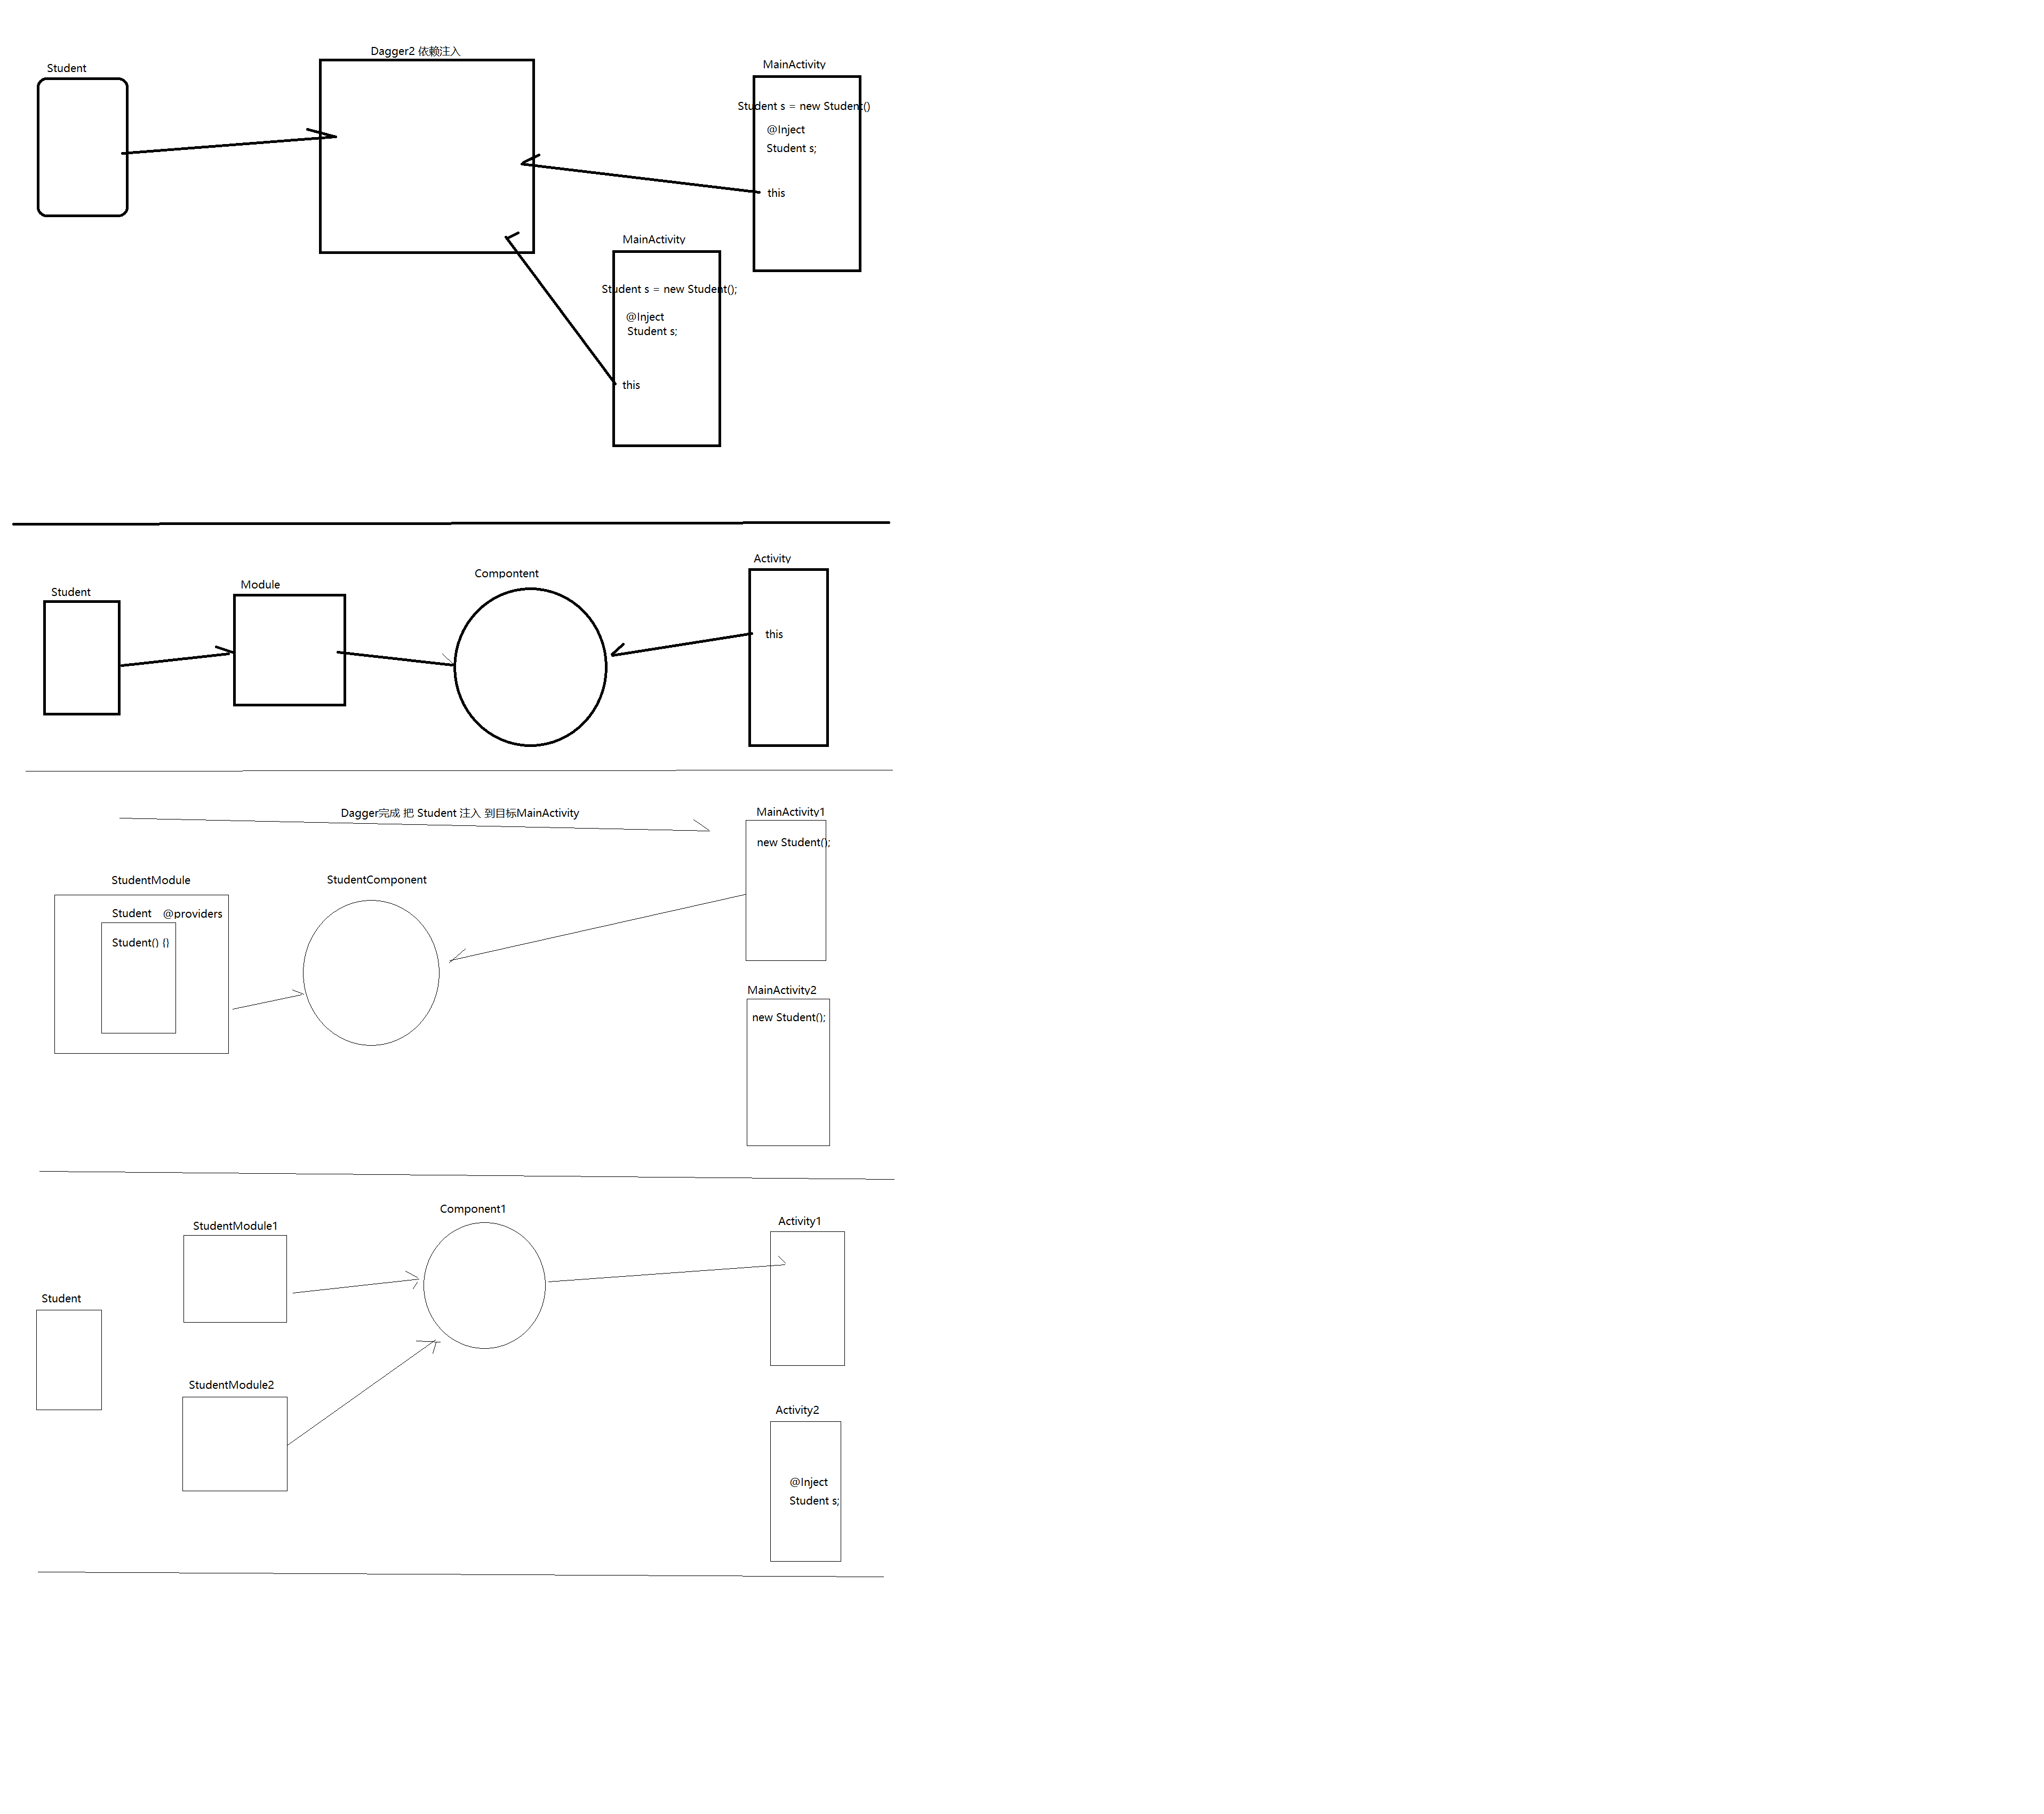 Dagger2 依赖注入
Student
MainActivity
Student s = new Student()
@Inject
Student s;
this
MainActivity
Student s = new Student();
@Inject
Student s;
this
Activity
Compontent
Module
Student
this
Dagger完成 把 Student 注入 到目标MainActivity
MainActivity1
new Student();
StudentModule
StudentComponent
Student @providers
Student() {}
MainActivity2
new Student();
Component1
StudentModule1
Activity1
Student
StudentModule2
Activity2
@Inject
Student s;